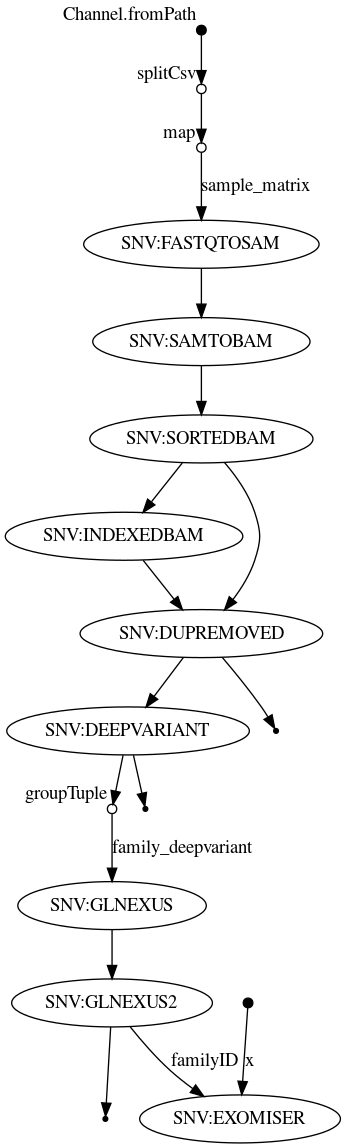 Channel.fromPath
splitCsv
map
sample_matrix
SNV:FASTQTOSAM
SNV:SAMTOBAM
SNV:SORTEDBAM
SNV:INDEXEDBAM
SNV:DUPREMOVED
SNV:DEEPVARIANT
groupTuple
family_deepvariant
SNV:GLNEXUS
SNV:GLNEXUS2
familyID x
SNV:EXOMISER